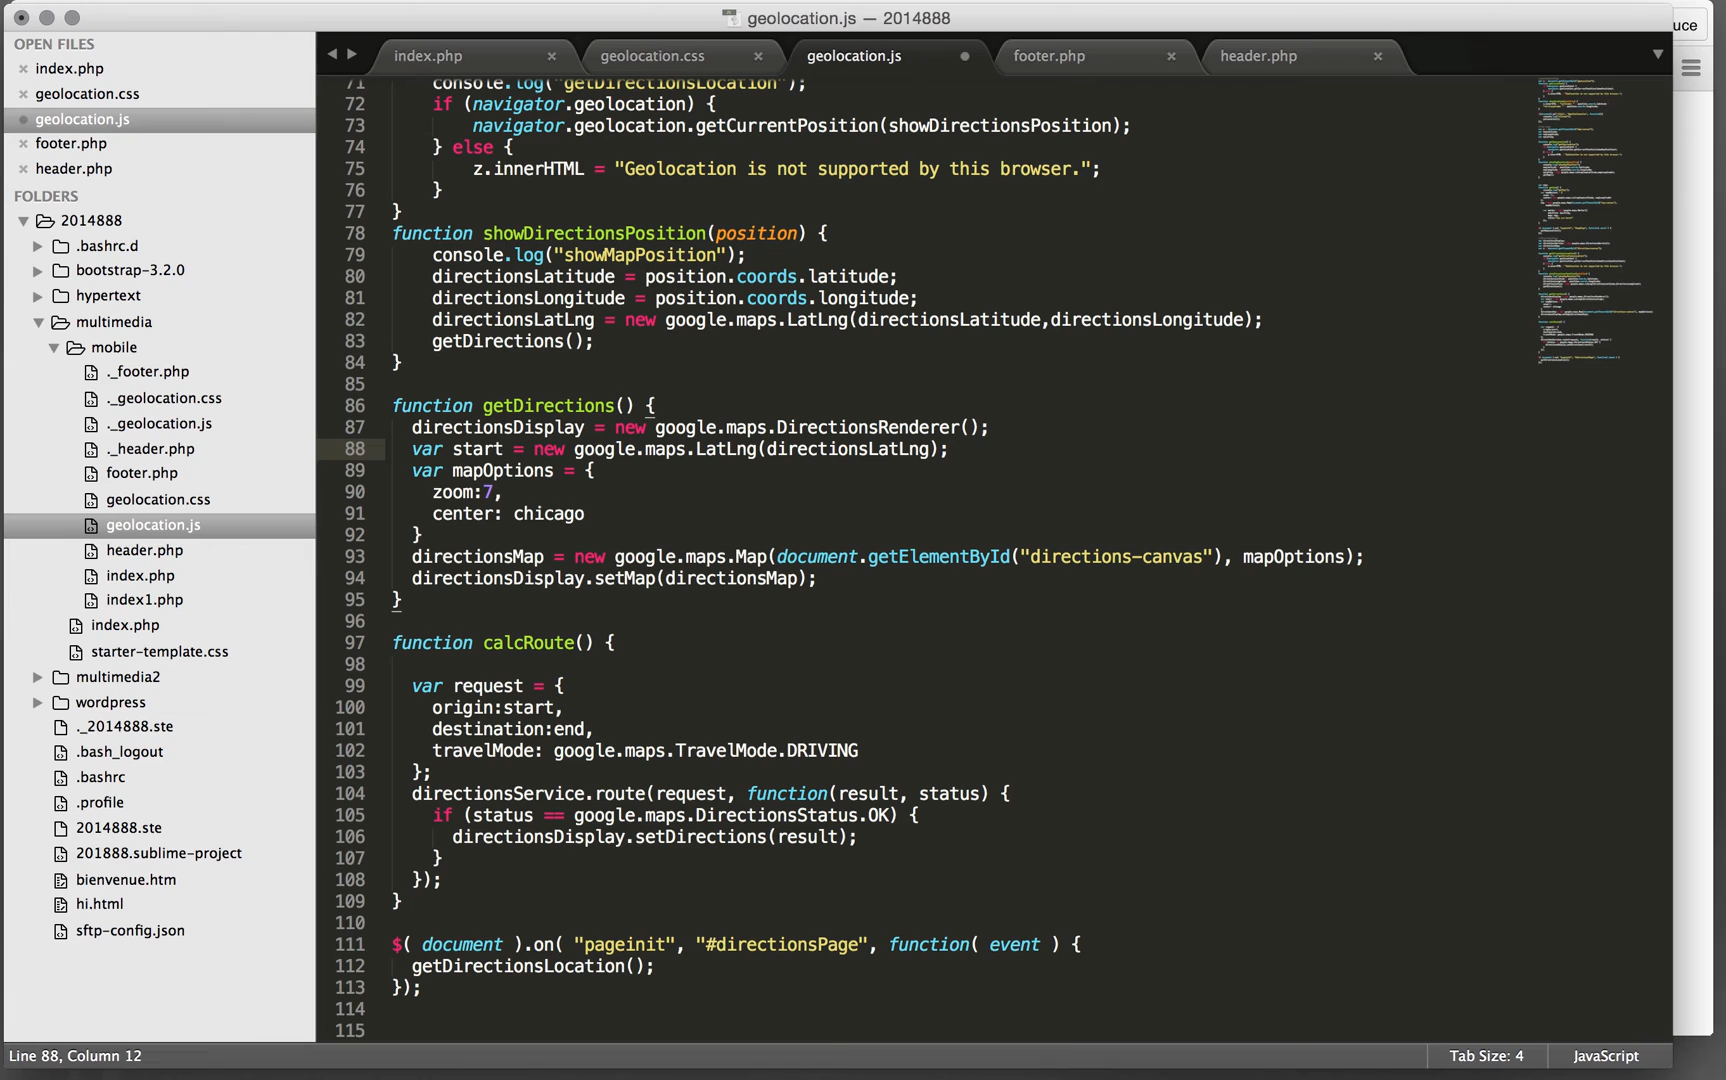 geolocation.js — 2014888
uce
OPEN FILES
index.php
geolocation.css
geolocation.js
footer.php
header.php
FOLDERS
2014888
.bashrc.d
bootstrap-3.2.0
hypertext
multimedia
mobile
._footer.php
._geolocation.css
._geolocation.js
._header.php
footer.php
geolocation.css
geolocation.js
header.php
index.php
index1.php
index.php
starter-template.css
multimedia2
wordpress
._2014888.ste
.bash_logout
.bashrc
.profile
2014888.ste
201888.sublime-project
bienvenue.htm
hi.html
sftp-config.json
index.php geolocation.css geolocation.js footer.php header.php
71 console.log("getDirectionsLocation");
72 if (navigator.geolocation) {
73 navigator.geolocation.getCurrentPosition(showDirectionsPosition);
74 } else {
75 z.innerHTML = "Geolocation is not supported by this browser.";
76 }
77 }
78 function showDirectionsPosition(position) {
79 console.log("showMapPosition");
80 directionsLatitude = position.coords.latitude;
81 directionsLongitude = position.coords.longitude;
82 directionsLatLng = new google.maps.LatLng(directionsLatitude,directionsLongitude);
83 getDirections();
84 }
85
86 function getDirections() {
87 directionsDisplay = new google.maps.DirectionsRenderer();
88 var start = new google.maps.LatLng(directionsLatLng);
89 var mapOptions = {
90 zoom:7,
91 center: chicago
92 }
93 directionsMap = new google.maps.Map(document.getElementById("directions-canvas"), mapOptions);
94 directionsDisplay.setMap(directionsMap);
95 }
96
97 function calcRoute() {
98
99 var request = {
100 origin:start,
101 destination:end,
102 travelMode: google.maps.TravelMode.DRIVING
103 };
104 directionsService.route(request, function(result, status) {
105 if (status == google.maps.DirectionsStatus.OK) {
106 directionsDisplay.setDirections(result);
107 }
108 });
109 }
110
111 $( document ).on( "pageinit", "#directionsPage", function( event ) {
112 getDirectionsLocation();
113 });
114
115
Line 88, Column 12
Tab Size: 4
JavaScript